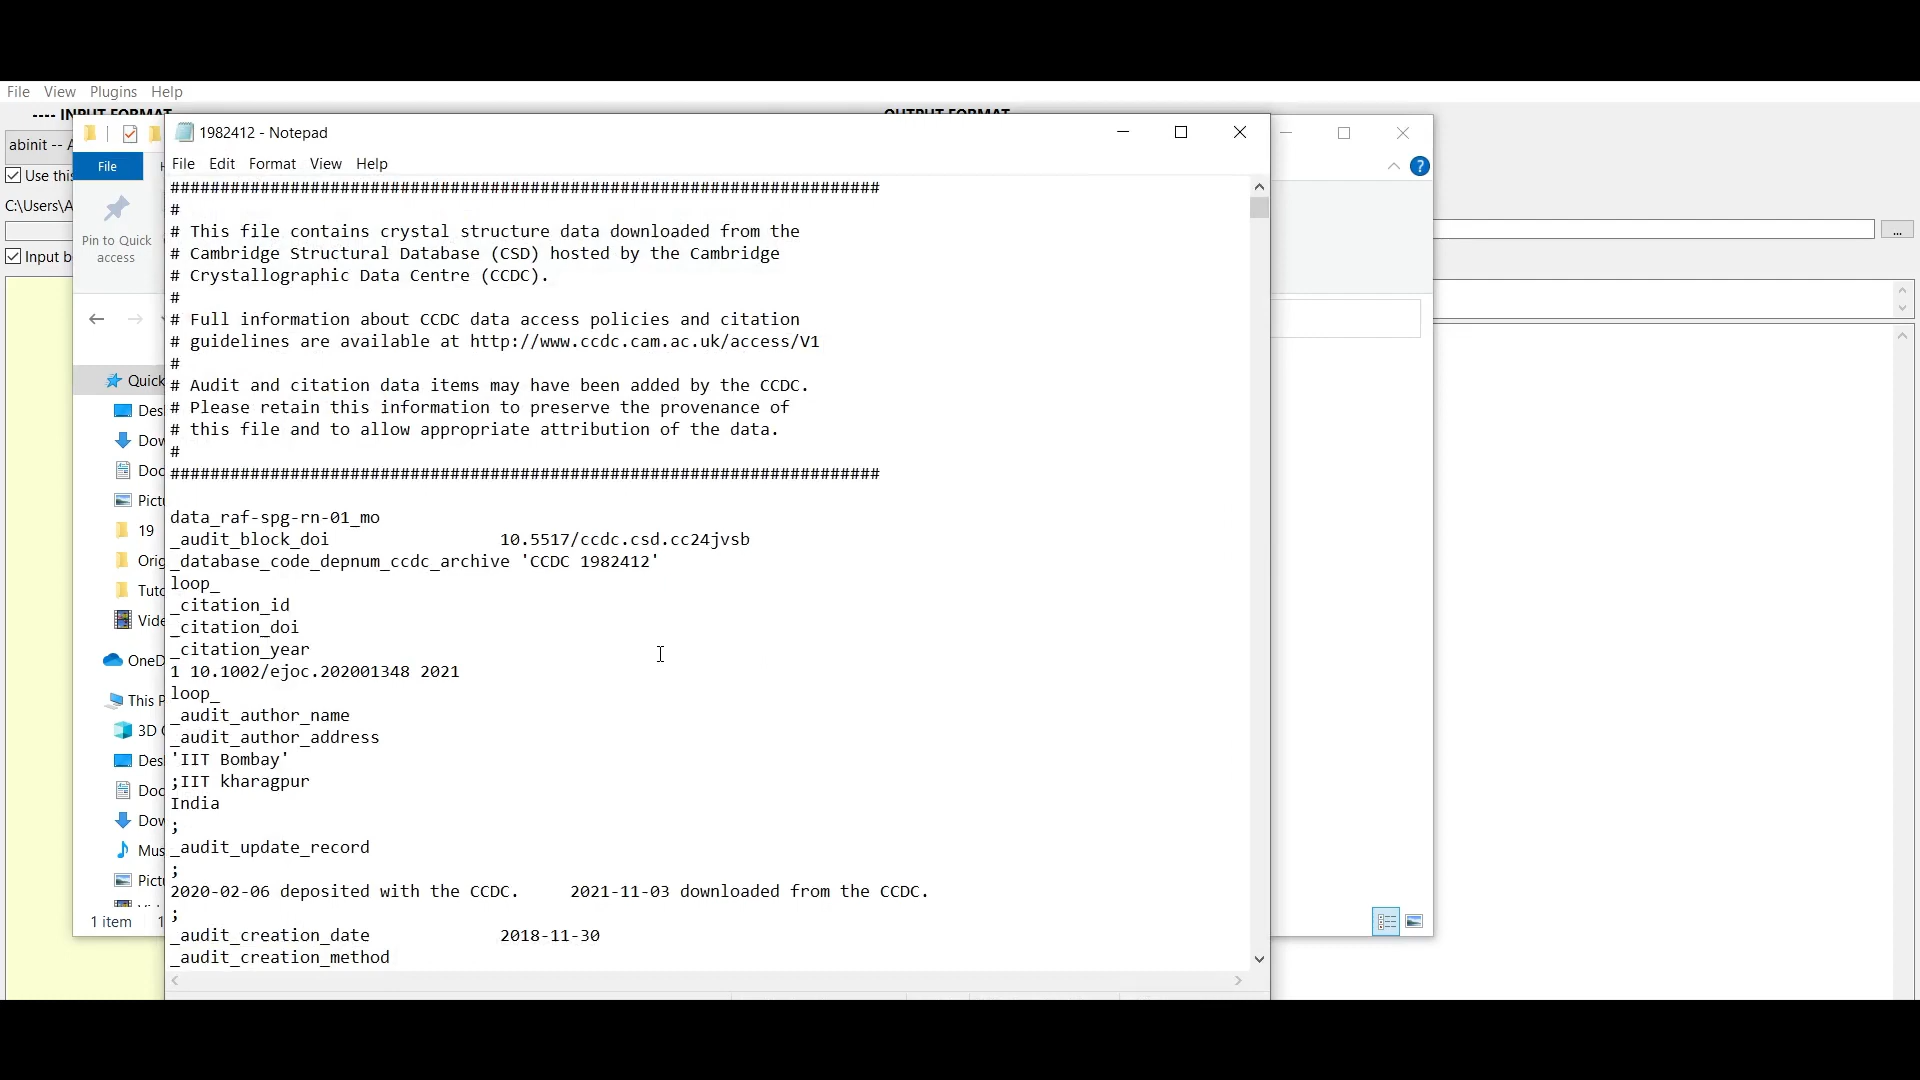 File View Plugins Help
---- INPUT FORMAT
OUTPUT FORMAT
abinit -- A
Use this
C:\Users\A
...
Input b
File
Pin to Quick
access
Quick
Desk
Dow
Doc
Pictu
19
Orig
Tuto
Vide
OneD
This P
3D O
Desk
Doc
Dow
Mus
Pictu
1 item 1
1982412 - Notepad
File Edit Format View Help
#######################################################################
#
# This file contains crystal structure data downloaded from the
# Cambridge Structural Database (CSD) hosted by the Cambridge
# Crystallographic Data Centre (CCDC).
#
# Full information about CCDC data access policies and citation
# guidelines are available at http://www.ccdc.cam.ac.uk/access/V1
#
# Audit and citation data items may have been added by the CCDC.
# Please retain this information to preserve the provenance of
# this file and to allow appropriate attribution of the data.
#
#######################################################################
data_raf-spg-rn-01_mo
_audit_block_doi 10.5517/ccdc.csd.cc24jvsb
_database_code_depnum_ccdc_archive 'CCDC 1982412'
loop_
_citation_id
_citation_doi
_citation_year
1 10.1002/ejoc.202001348 2021
loop_
_audit_author_name
_audit_author_address
'IIT Bombay'
;IIT kharagpur
India
;
_audit_update_record
;
2020-02-06 deposited with the CCDC. 2021-11-03 downloaded from the CCDC.
;
_audit_creation_date 2018-11-30
_audit_creation_method